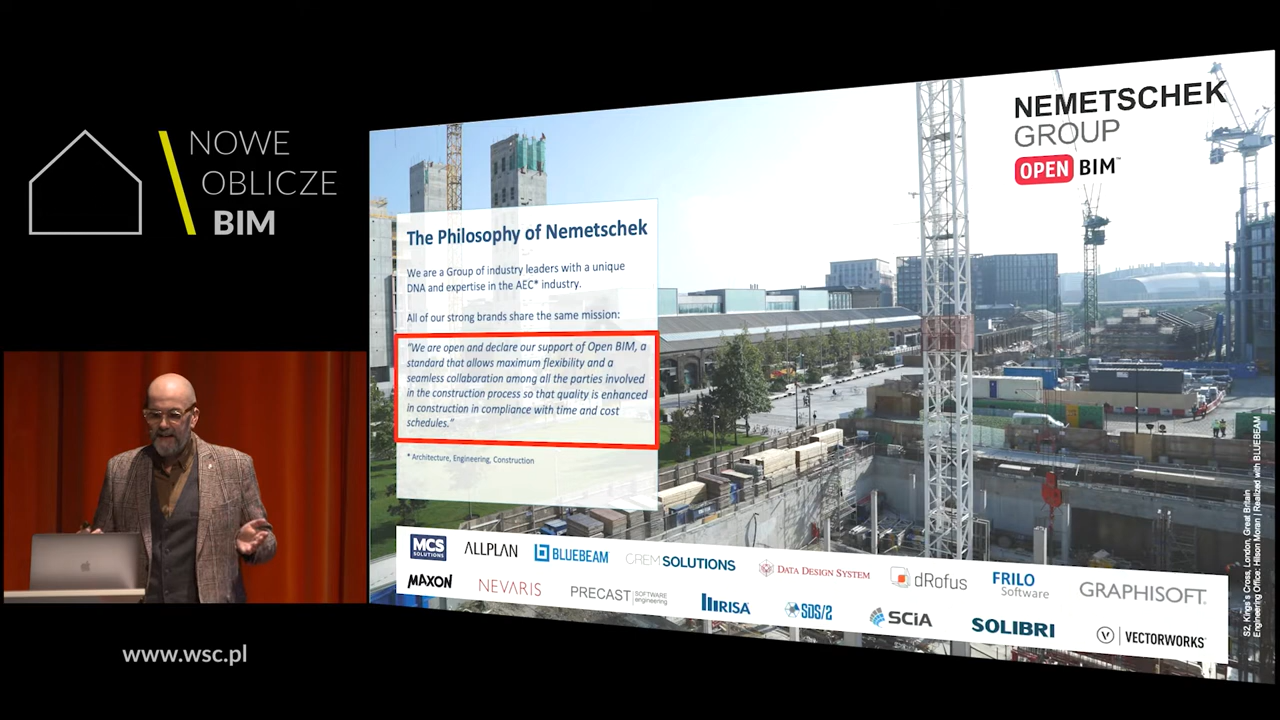 NOWE
OBLICZE
BIM
www.wsc.pl
NEMETSCHEK
GROUP
OPEN BIM™
The Philosophy of Nemetschek
We are a Group of industry leaders with a unique
DNA and expertise in the AEC* industry.
All of our strong brands share the same mission:
"We are open and declare our support of Open BIM, a
standard that allows maximum flexibility and a
seamless collaboration among all the parties involved
in the construction process so that quality is enhanced
in construction in compliance with time and cost
schedules."
* Architecture, Engineering, Construction
MCS SOLUTIONS ALLPLAN BLUEBEAM CREM SOLUTIONS DATA DESIGN SYSTEM dRofus FRILO Software GRAPHISOFT.
MAXON NEVARIS PRECAST SOFTWARE engineering RISA SDS/2 SCiA SOLIBRI VECTORWORKS
S2, King's Cross, London, Great Britain
Engineering Office: Hilson Moran | Realized with BLUEBEAM